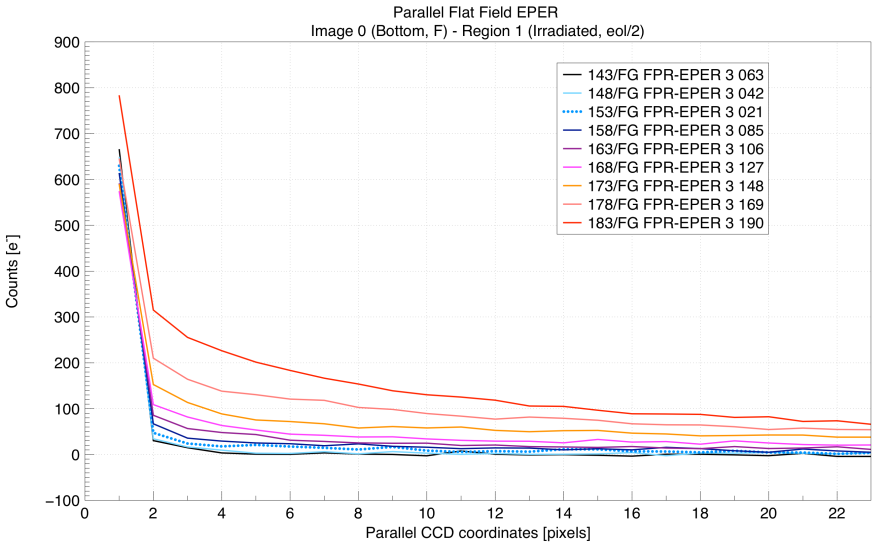 Parallel Flat Field EPER
Image 0 (Bottom, F) - Region 1 (Irradiated, eol/2)
900
800
700
600
500
400
300
200
100
0
−100
Counts [e-]
143/FG FPR-EPER 3 063
148/FG FPR-EPER 3 042
153/FG FPR-EPER 3 021
158/FG FPR-EPER 3 085
163/FG FPR-EPER 3 106
168/FG FPR-EPER 3 127
173/FG FPR-EPER 3 148
178/FG FPR-EPER 3 169
183/FG FPR-EPER 3 190
0 2 4 6 8 10 12 14 16 18 20 22
Parallel CCD coordinates [pixels]